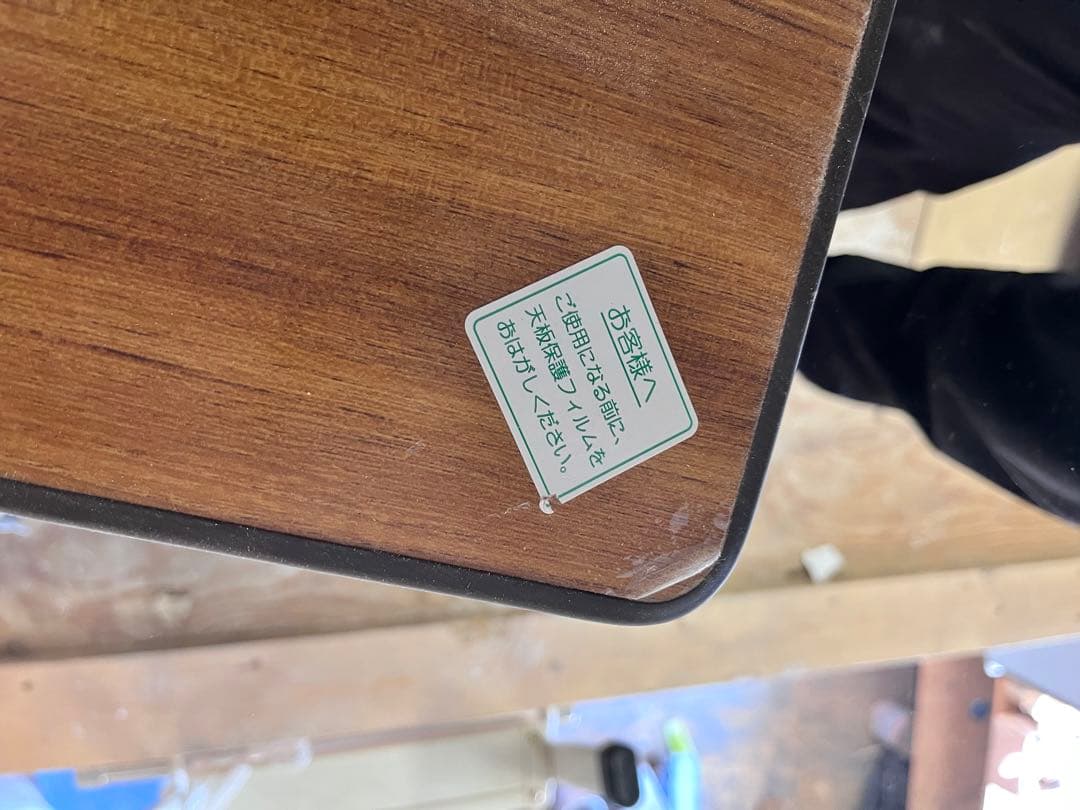 お客様へ
ご使用になる前に、
天板保護フィルムを
おはがしください。